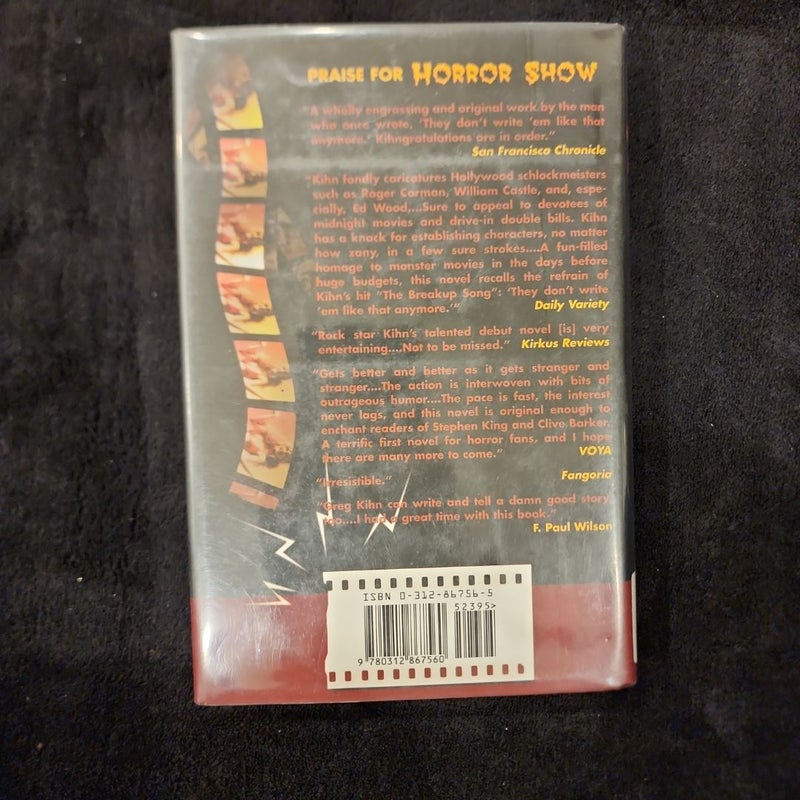 PRAISE FOR HORROR SHOW
"A wholly engrossing and original work by the man
who once wrote, 'They don't write 'em like that
anymore.' Kihngratulations are in order."
San Francisco Chronicle
"Kihn fondly caricatures Hollywood schlockmeisters
such as Roger Corman, William Castle, and, espe-
cially, Ed Wood....Sure to appeal to devotees of
midnight movies and drive-in double bills. Kihn
has a knack for establishing characters, no matter
how zany, in a few sure strokes....A fun-filled
homage to monster movies in the days before
huge budgets, this novel recalls the refrain of
Kihn's hit "The Breakup Song": 'They don't write
'em like that anymore.'" Daily Variety
"Rock star Kihn's talented debut novel [is] very
entertaining....Not to be missed." Kirkus Reviews
"Gets better and better as it gets stranger and
stranger....The action is interwoven with bits of
outrageous humor....The pace is fast, the interest
never lags, and this novel is original enough to
enchant readers of Stephen King and Clive Barker.
A terrific first novel for horror fans, and I hope
there are many more to come." VOYA
"Irresistible." Fangoria
"Greg Kihn can write and tell a damn good story
too....I had a great time with this book."
F. Paul Wilson
ISBN 0-312-86756-5
52395>
9 780312 867560